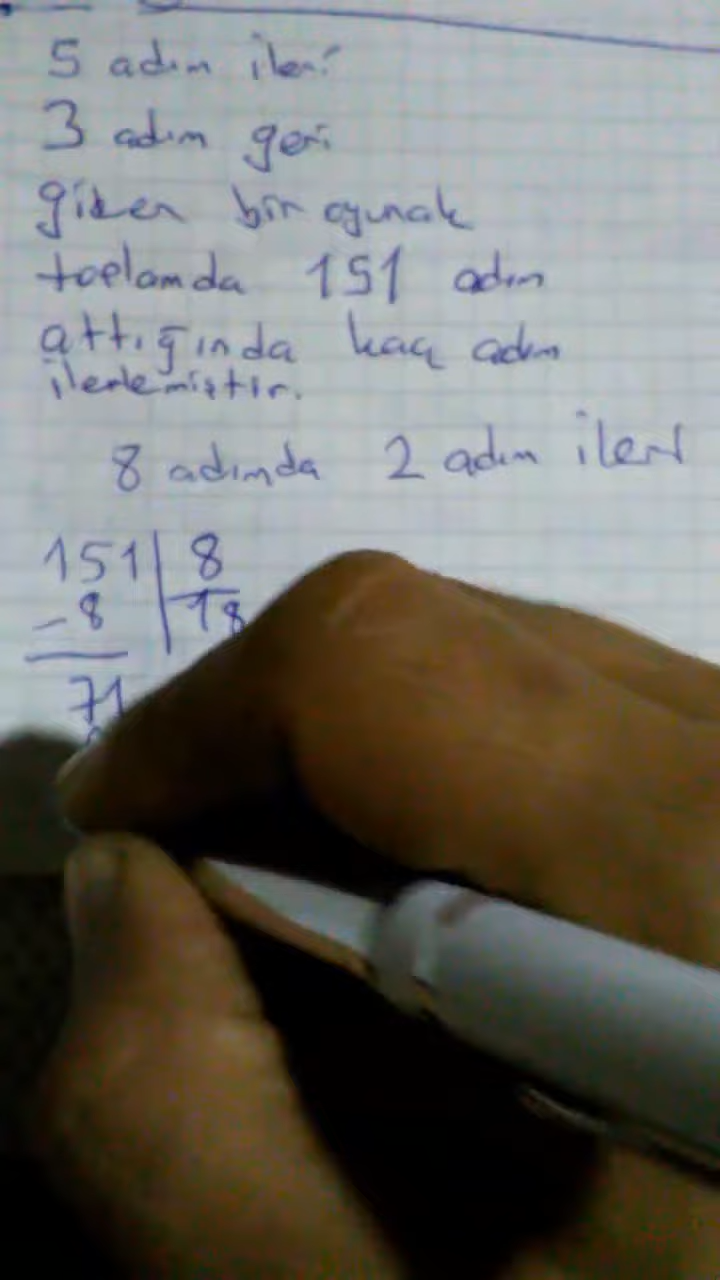 5 adım ileri
3 adım geri
giden bir oyuncak
toplamda 151 adım
attığında kaç adım
ilerlemiştir.
8 adımda 2 adım ileri
151 | 8
-8 | 18
71